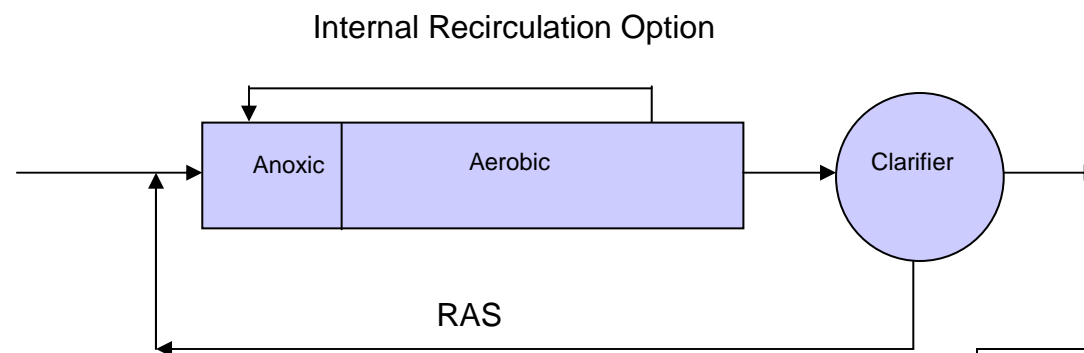 Internal Recirculation Option
Anoxic
Aerobic
Clarifier
RAS